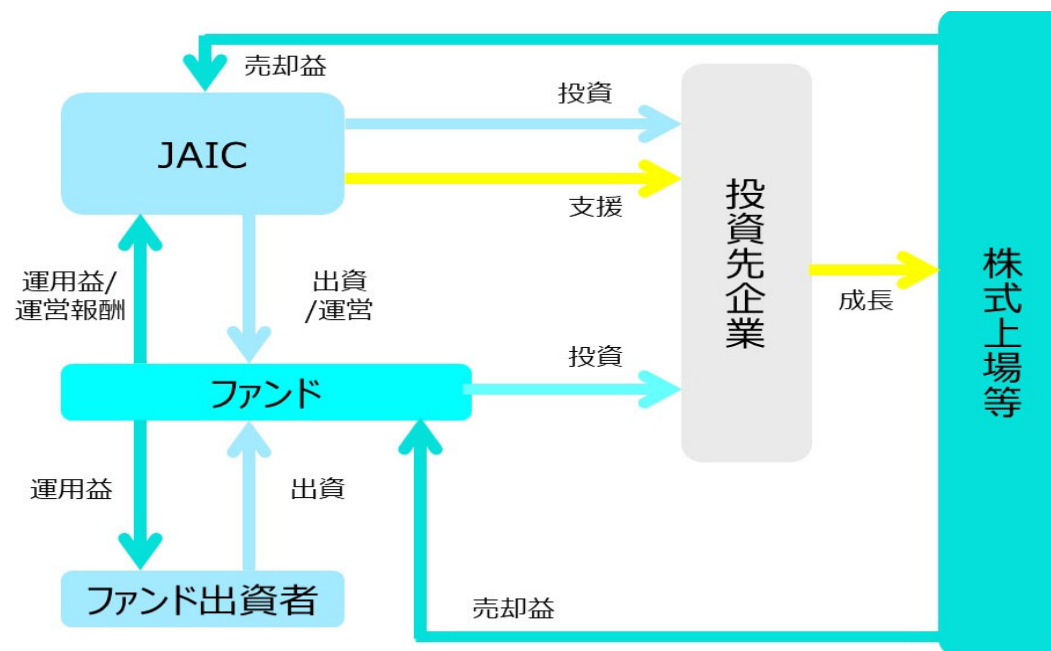 売却益
JAIC
投資
支援
運用益/
運営報酬
出資
/運営
投資先企業
成長
株式上場等
ファンド
投資
運用益
出資
ファンド出資者
売却益